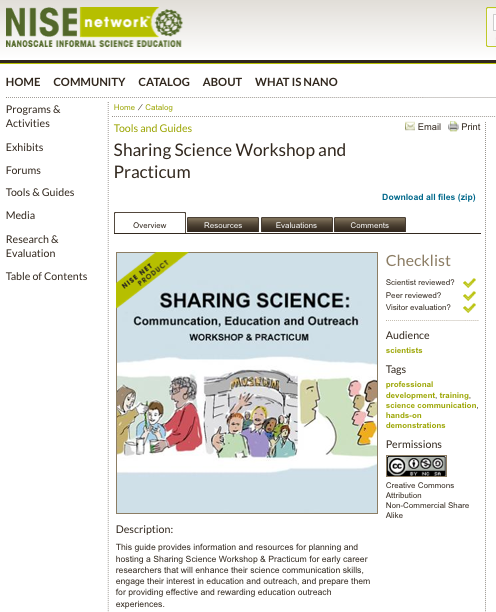 NISE network
NANOSCALE INFORMAL SCIENCE EDUCATION
HOME COMMUNITY CATALOG ABOUT WHAT IS NANO
Programs &
Activities
Exhibits
Forums
Tools & Guides
Media
Research &
Evaluation
Table of Contents
Home / Catalog
Tools and Guides
Email Print
Sharing Science Workshop and
Practicum
Download all files (zip)
Overview Resources Evaluations Comments
NISE NET
PRODUCT
SHARING SCIENCE:
Communcation, Education and Outreach
WORKSHOP & PRACTICUM
MUSEUM
Checklist
Scientist reviewed?
Peer reviewed?
Visitor evaluation?
Audience
scientists
Tags
professional
development, training,
science communication,
hands-on
demonstrations
Permissions
cc
BY NC SA
Creative Commons
Attribution
Non-Commercial Share
Alike
Description:
This guide provides information and resources for planning and
hosting a Sharing Science Workshop & Practicum for early career
researchers that will enhance their science communication skills,
engage their interest in education and outreach, and prepare them
for providing effective and rewarding education outreach
experiences.